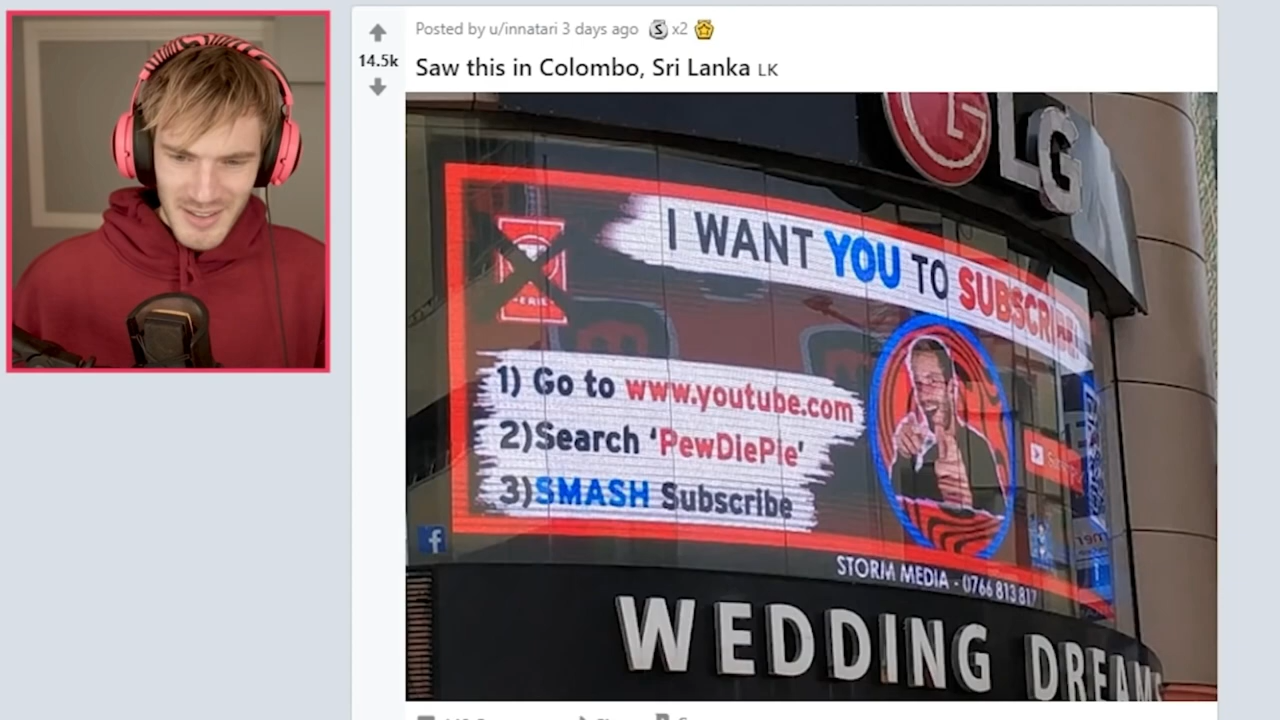 Posted by u/innatari 3 days ago S x2
14.5k
Saw this in Colombo, Sri Lanka LK
LG
I WANT YOU TO SUBSCRIBE
1) Go to www.youtube.com
2)Search 'PewDiePie'
3)SMASH Subscribe
f
STORM MEDIA - 0766 813 817
WEDDING DREAMS